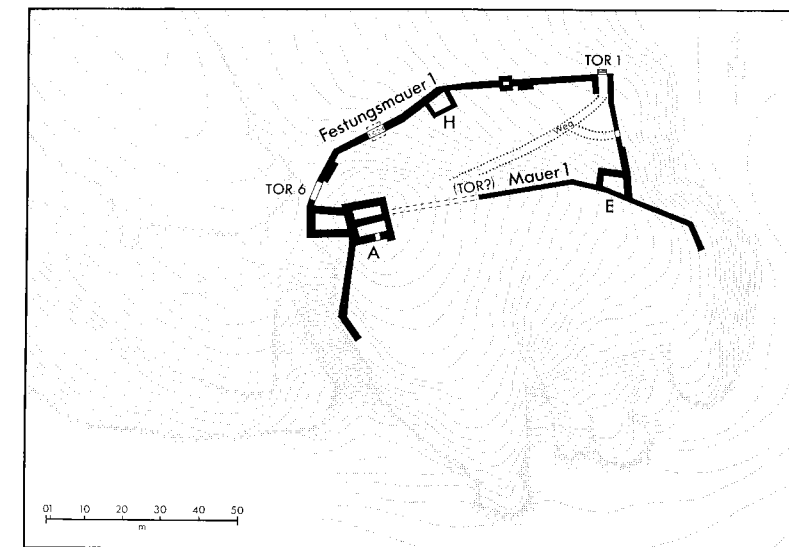 TOR 1
Festungsmauer 1
H
Weg
TOR 6
(TOR?)
Mauer 1
E
A
01 10 20 30 40 50
m